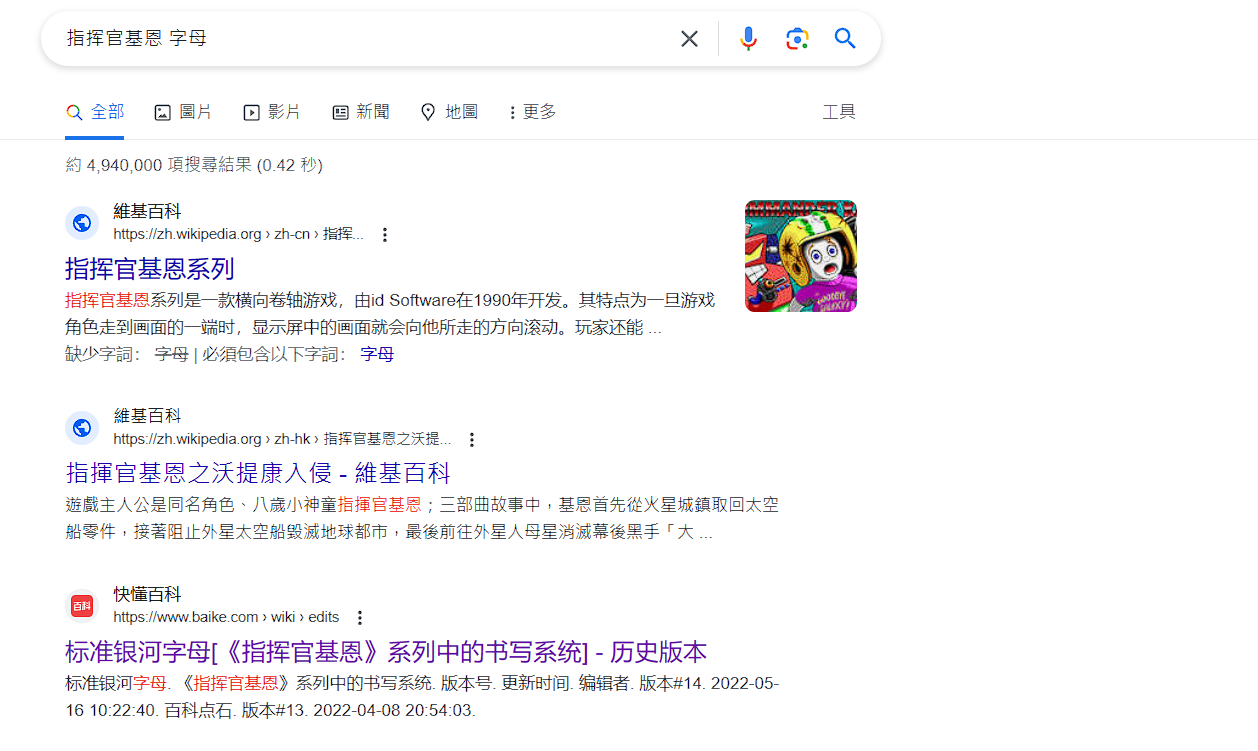 指挥官基恩 字母
全部 圖片 影片 新聞 地圖 更多 工具
約 4,940,000 項搜尋結果 (0.42 秒)
維基百科
https://zh.wikipedia.org › zh-cn › 指挥...
指挥官基恩系列
指挥官基恩系列是一款横向卷轴游戏，由id Software在1990年开发。其特点为一旦游戏
角色走到画面的一端时，显示屏中的画面就会向他所走的方向滚动。玩家还能 ...
缺少字詞： 字母 | 必須包含以下字詞： 字母
維基百科
https://zh.wikipedia.org › zh-hk › 指挥官基恩之沃提...
指揮官基恩之沃提康入侵 - 維基百科
遊戲主人公是同名角色、八歲小神童指揮官基恩；三部曲故事中，基恩首先從火星城鎮取回太空
船零件，接著阻止外星太空船毀滅地球都市，最後前往外星人母星消滅幕後黑手「大 ...
百科
快懂百科
https://www.baike.com › wiki › edits
标准银河字母[《指挥官基恩》系列中的书写系统] - 历史版本
标准银河字母. 《指挥官基恩》系列中的书写系统. 版本号. 更新时间. 编辑者. 版本#14. 2022-05-
16 10:22:40. 百科点石. 版本#13. 2022-04-08 20:54:03.